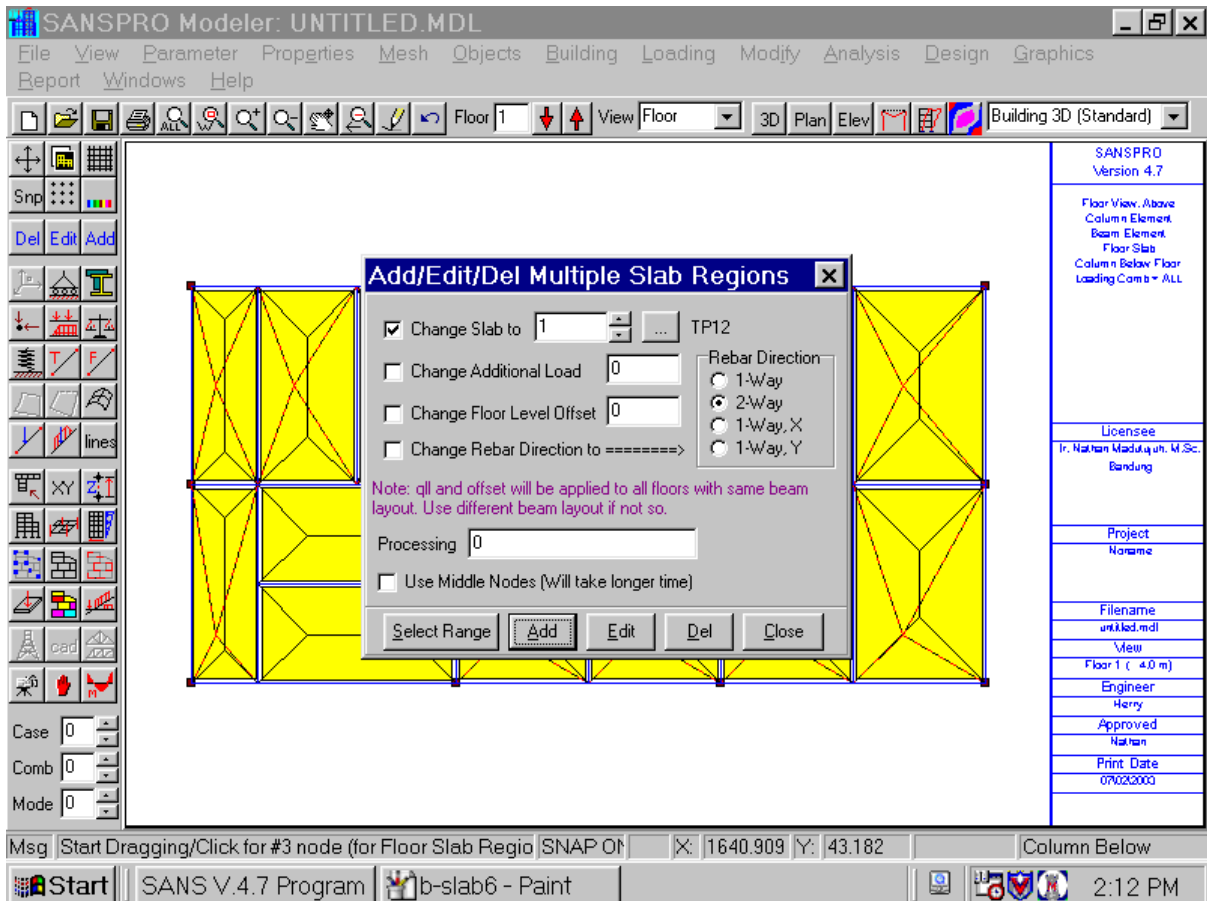 SANSPRO Modeler: UNTITLED.MDL
File View Parameter Properties Mesh Objects Building Loading Modify Analysis Design Graphics
Report Windows Help
ALL Floor 1 View Floor 3D Plan Elev Building 3D (Standard)
Snp
Del Edit Add
T F
lines
XY Z
cad
M
Case 0
Comb 0
Mode 0
Add/Edit/Del Multiple Slab Regions
Change Slab to 1 ... TP12
Change Additional Load 0
Change Floor Level Offset 0
Change Rebar Direction to ========>
Rebar Direction
1-Way
2-Way
1-Way, X
1-Way, Y
Note: qll and offset will be applied to all floors with same beam
layout. Use different beam layout if not so.
Processing 0
Use Middle Nodes (Will take longer time)
Select Range Add Edit Del Close
SANSPRO
Version 4.7
Floor View, Above
Column Element
Beam Element
Floor Slab
Column Below Floor
Loading Comb = ALL
Licensee
Ir. Nathan Madutujuh, M.Sc.
Bandung
Project
Noname
Filename
untitled.mdl
View
Floor 1 ( 4.0 m)
Engineer
Herry
Approved
Nathan
Print Date
07/02/2003
Msg Start Dragging/Click for #3 node (for Floor Slab Regio SNAP ON X: 1640.909 Y: 43.182 Column Below
Start SANS V.4.7 Program b-slab6 - Paint 2:12 PM